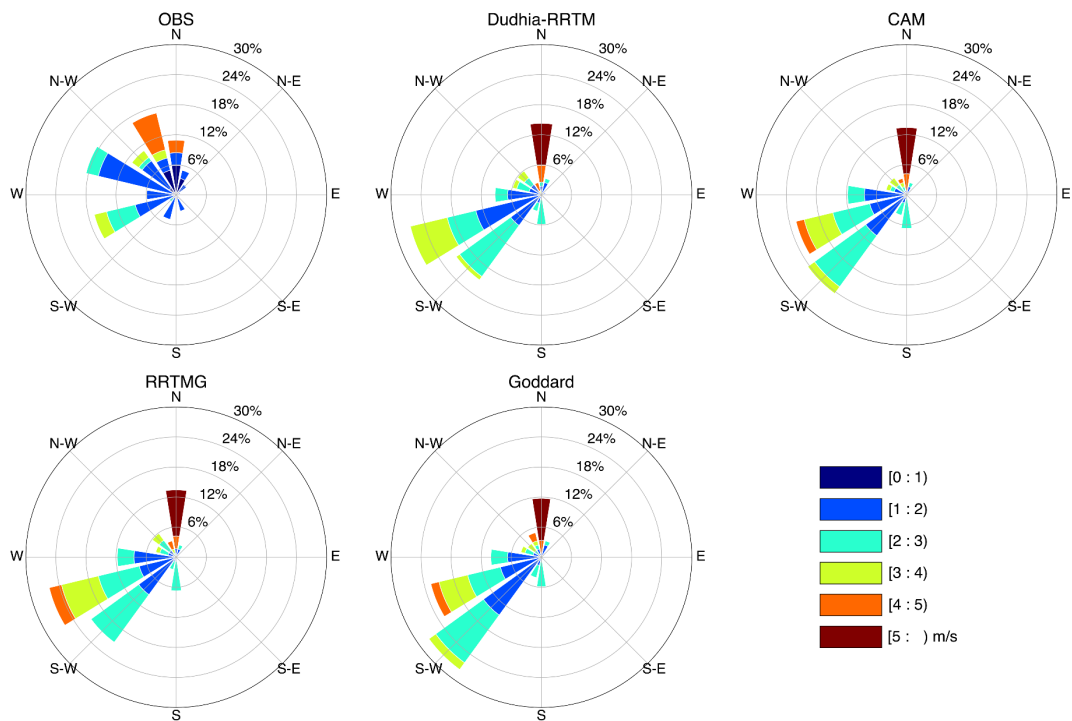 OBS
N
30%
24%
18%
12%
6%
N-E
E
S-E
S
S-W
W
N-W
Dudhia-RRTM
N
30%
24%
18%
12%
6%
N-E
E
S-E
S
S-W
W
N-W
CAM
N
30%
24%
18%
12%
6%
N-E
E
S-E
S
S-W
W
N-W
RRTMG
N
30%
24%
18%
12%
6%
N-E
E
S-E
S
S-W
W
N-W
Goddard
N
30%
24%
18%
12%
6%
N-E
E
S-E
S
S-W
W
N-W
[0 : 1)
[1 : 2)
[2 : 3)
[3 : 4)
[4 : 5)
[5 : ) m/s